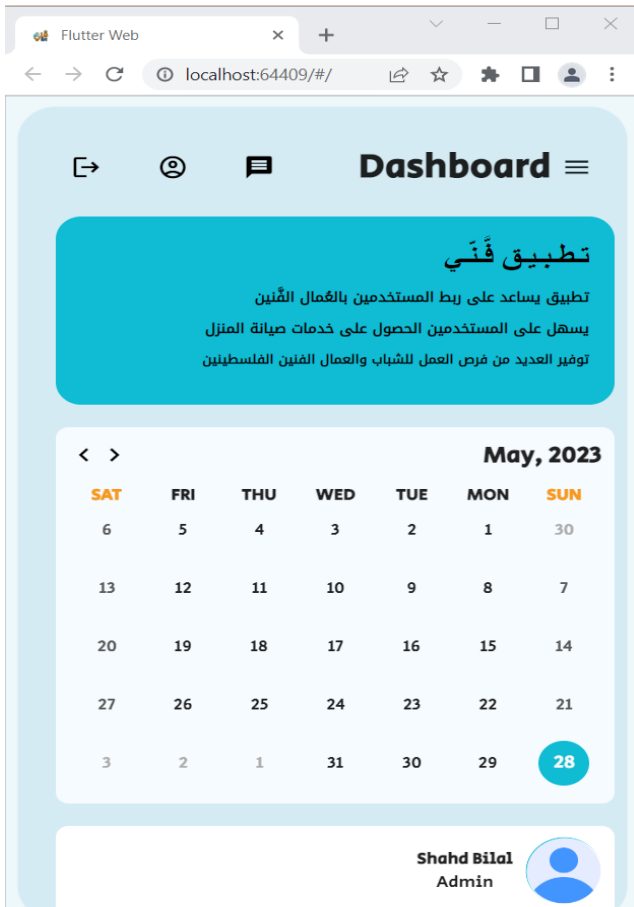 Flutter Web
localhost:64409/#/
Dashboard
تطبيق فَّنّي
تطبيق يساعد على ربط المستخدمين بالعُمال الفَّنين
يسهل على المستخدمين الحصول على خدمات صيانة المنزل
توفير العديد من فرص العمل للشباب والعمال الفنين الفلسطينين
May, 2023
SAT FRI THU WED TUE MON SUN
6 5 4 3 2 1 30
13 12 11 10 9 8 7
20 19 18 17 16 15 14
27 26 25 24 23 22 21
3 2 1 31 30 29 28
Shahd Bilal
Admin